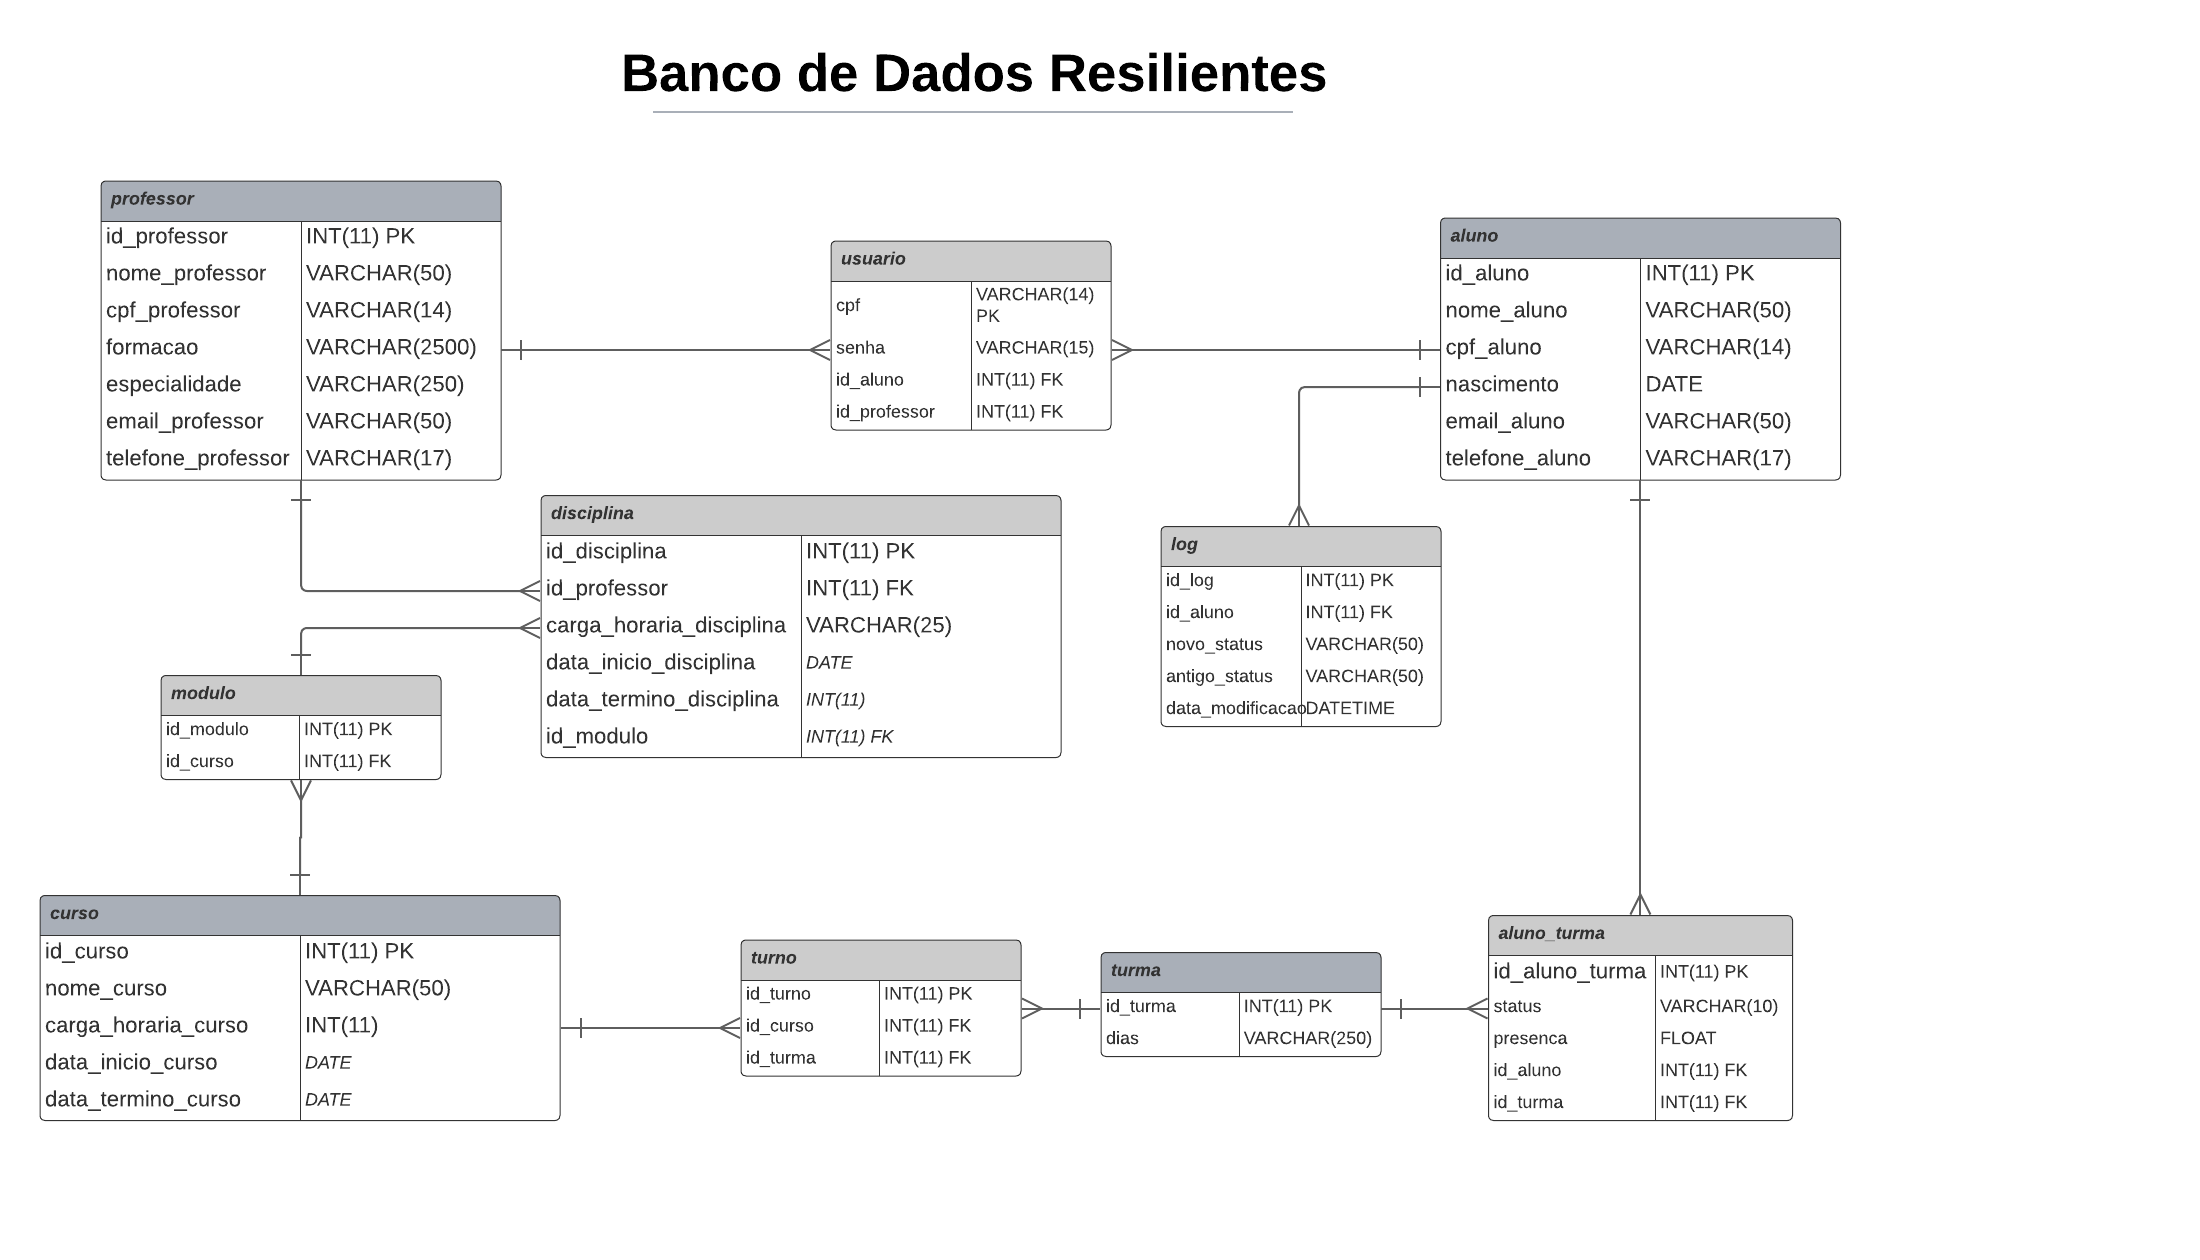 Banco de Dados Resilientes
professor
id_professor INT(11) PK
nome_professor VARCHAR(50)
cpf_professor VARCHAR(14)
formacao VARCHAR(2500)
especialidade VARCHAR(250)
email_professor VARCHAR(50)
telefone_professor VARCHAR(17)
usuario
cpf VARCHAR(14)
PK
senha VARCHAR(15)
id_aluno INT(11) FK
id_professor INT(11) FK
aluno
id_aluno INT(11) PK
nome_aluno VARCHAR(50)
cpf_aluno VARCHAR(14)
nascimento DATE
email_aluno VARCHAR(50)
telefone_aluno VARCHAR(17)
disciplina
id_disciplina INT(11) PK
id_professor INT(11) FK
carga_horaria_disciplina VARCHAR(25)
data_inicio_disciplina DATE
data_termino_disciplina INT(11)
id_modulo INT(11) FK
log
id_log INT(11) PK
id_aluno INT(11) FK
novo_status VARCHAR(50)
antigo_status VARCHAR(50)
data_modificacao DATETIME
modulo
id_modulo INT(11) PK
id_curso INT(11) FK
curso
id_curso INT(11) PK
nome_curso VARCHAR(50)
carga_horaria_curso INT(11)
data_inicio_curso DATE
data_termino_curso DATE
turno
id_turno INT(11) PK
id_curso INT(11) FK
id_turma INT(11) FK
turma
id_turma INT(11) PK
dias VARCHAR(250)
aluno_turma
id_aluno_turma INT(11) PK
status VARCHAR(10)
presenca FLOAT
id_aluno INT(11) FK
id_turma INT(11) FK